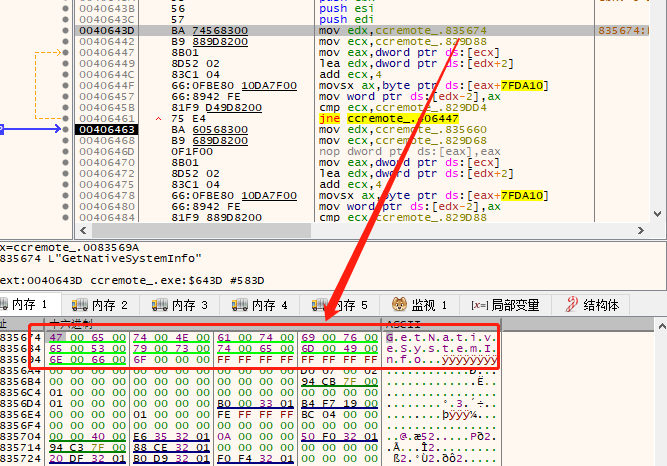 0040643B 56 push esi
0040643C 57 push edi
0040643D BA 74568300 mov edx,ccremote_.835674 835674:
00406442 B9 889D8200 mov ecx,ccremote_.829D88
00406447 8B01 mov eax,dword ptr ds:[ecx]
00406449 8D52 02 lea edx,dword ptr ds:[edx+2]
0040644C 83C1 04 add ecx,4
0040644F 66:0FBE80 10DA7F00 movsx ax,byte ptr ds:[eax+7FDA10]
00406457 66:8942 FE mov word ptr ds:[edx-2],ax
0040645B 81F9 D49D8200 cmp ecx,ccremote_.829DD4
00406461 75 E4 jne ccremote_.406447
00406463 BA 60568300 mov edx,ccremote_.835660
00406468 B9 689D8200 mov ecx,ccremote_.829D68
0040646D 0F1F00 nop dword ptr ds:[eax],eax
00406470 8B01 mov eax,dword ptr ds:[ecx]
00406472 8D52 02 lea edx,dword ptr ds:[edx+2]
00406475 83C1 04 add ecx,4
00406478 66:0FBE80 10DA7F00 movsx ax,byte ptr ds:[eax+7FDA10]
00406480 66:8942 FE mov word ptr ds:[edx-2],ax
00406484 81F9 889D8200 cmp ecx,ccremote_.829D88
x=ccremote_.0083569A
835674 L"GetNativeSystemInfo"
ext:0040643D ccremote_.exe:$643D #583D
内存 1 内存 2 内存 3 内存 4 内存 5 监视 1 [x=] 局部变量 结构体
址 十六进制 ASCII
835674 47 00 65 00 74 00 4E 00 61 00 74 00 69 00 76 00 G.e.t.N.a.t.i.v.
835684 65 00 53 00 79 00 73 00 74 00 65 00 6D 00 49 00 e.S.y.s.t.e.m.I.
835694 6E 00 66 00 6F 00 00 00 FF FF FF FF FF FF FF FF n.f.o...ÿÿÿÿÿÿÿÿ
8356B4 00 00 00 00 00 00 00 00 00 00 00 00 94 CB 7F 00
8356C4 01 00 00 00 00 00 00 00 00 00 00 00 00 00 00 00
8356D4 01 00 00 00 00 00 00 00 B0 00 33 01 B4 F7 19 00
8356E4 00 00 00 00 01 00 00 00 FE FF FF FF BC 04 00 00
8356F4 00 00 00 00 00 00 00 00 00 00 00 00 00 00 00 00
835704 00 00 40 00 E6 35 32 01 0A 00 00 00 50 F0 32 01
835714 94 C3 7F 00 88 CE 32 01 00 00 00 00 00 00 00 00
835724 20 DF 32 01 B0 D9 32 01 F0 F4 32 01 00 00 00 00